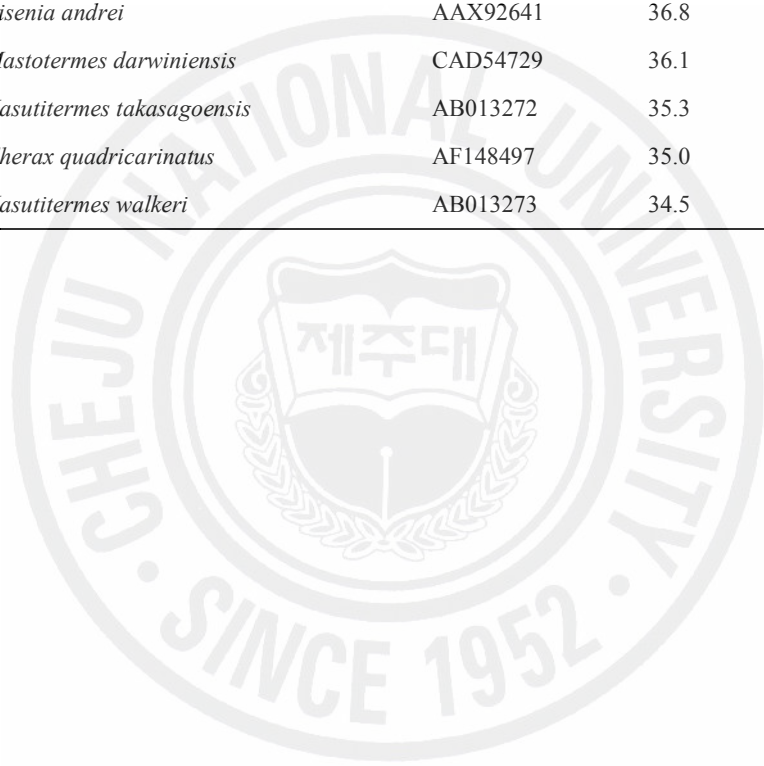 isenia andrei AAX92641 36.8
astotermes darwiniensis CAD54729 36.1
asutitermes takasagoensis AB013272 35.3
herax quadricarinatus AF148497 35.0
asutitermes walkeri AB013273 34.5
CHEJU NATIONAL UNIVERSITY
제주대
SINCE 1952